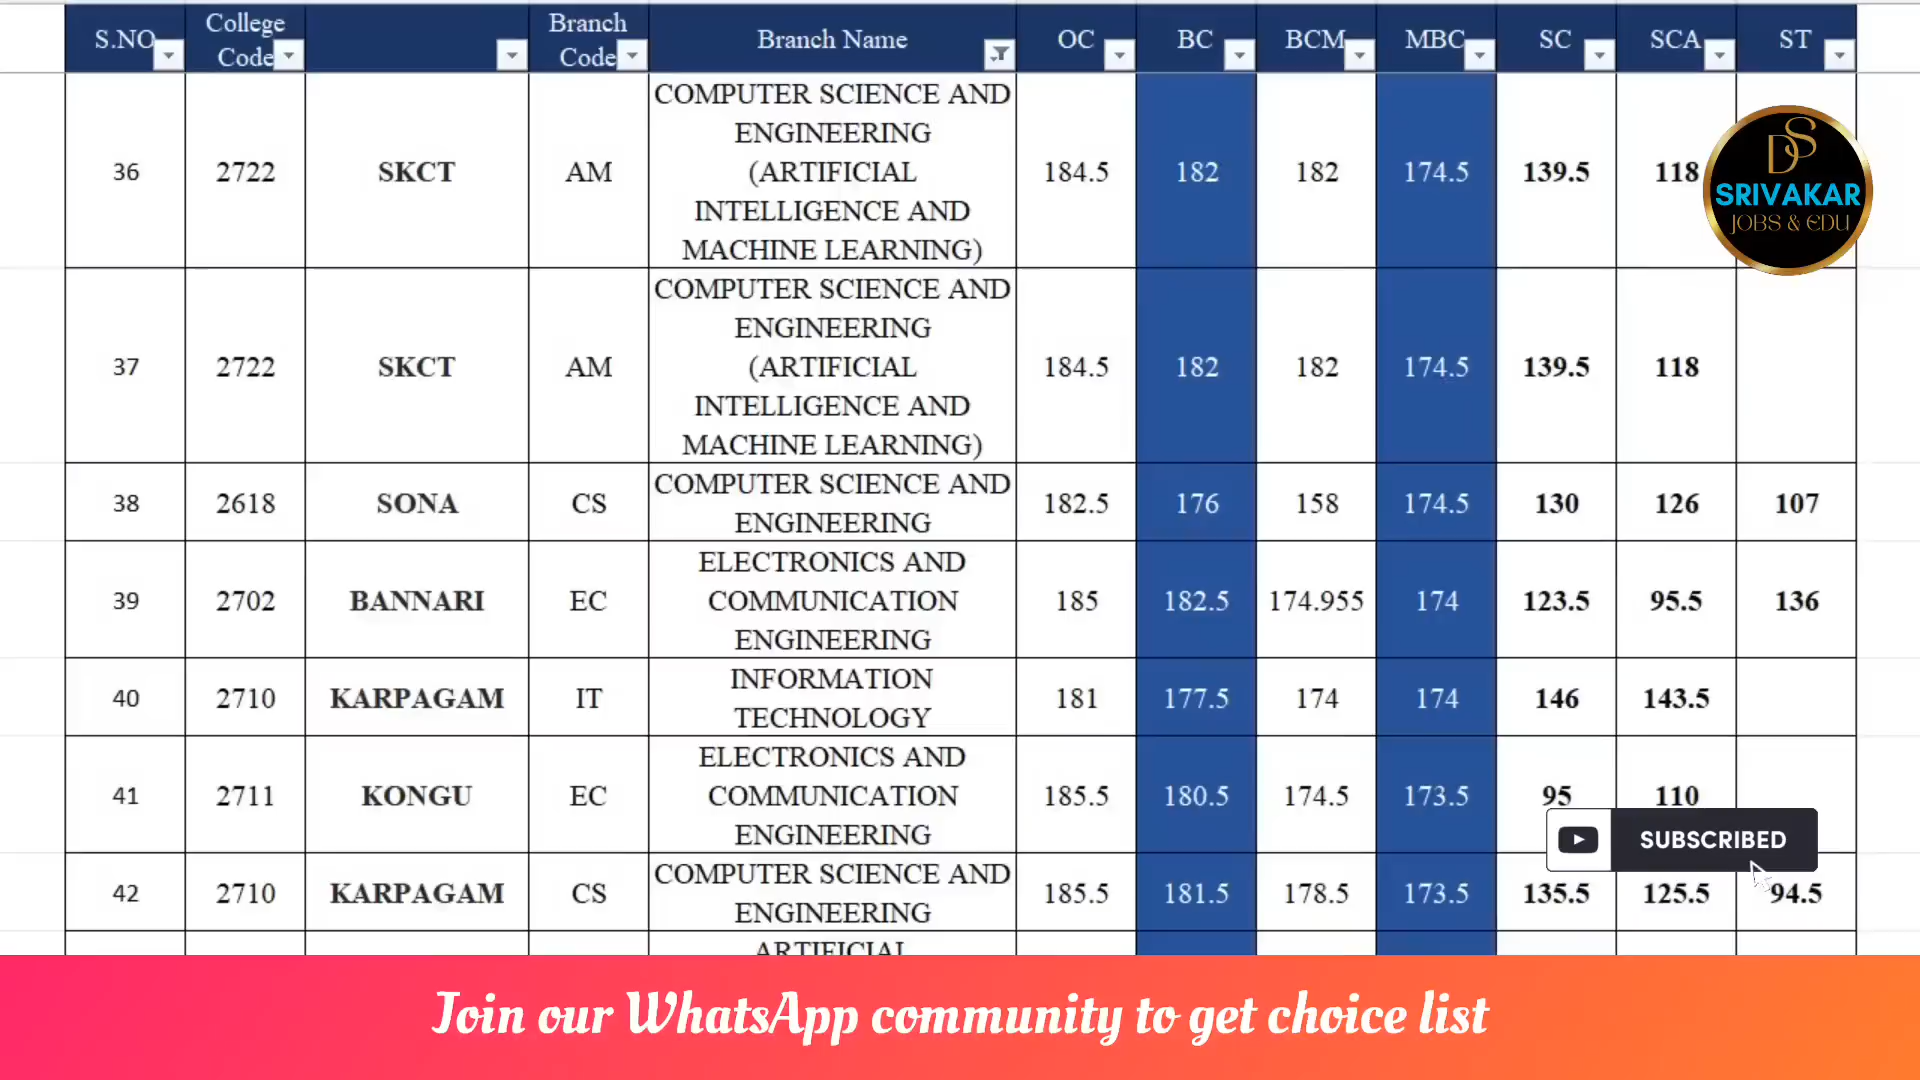 S.NO College Code Branch Code Branch Name OC BC BCM MBC SC SCA ST
COMPUTER SCIENCE AND
ENGINEERING
36 2722 SKCT AM (ARTIFICIAL 184.5 182 182 174.5 139.5 118
INTELLIGENCE AND
MACHINE LEARNING)
COMPUTER SCIENCE AND
ENGINEERING
37 2722 SKCT AM (ARTIFICIAL 184.5 182 182 174.5 139.5 118
INTELLIGENCE AND
MACHINE LEARNING)
38 2618 SONA CS COMPUTER SCIENCE AND ENGINEERING 182.5 176 158 174.5 130 126 107
ELECTRONICS AND
39 2702 BANNARI EC COMMUNICATION 185 182.5 174.955 174 123.5 95.5 136
ENGINEERING
40 2710 KARPAGAM IT INFORMATION TECHNOLOGY 181 177.5 174 174 146 143.5
ELECTRONICS AND
41 2711 KONGU EC COMMUNICATION 185.5 180.5 174.5 173.5 95 110
ENGINEERING
42 2710 KARPAGAM CS COMPUTER SCIENCE AND ENGINEERING 185.5 181.5 178.5 173.5 135.5 125.5 94.5
ARTIFICIAL
DS
SRIVAKAR
JOBS & EDU
SUBSCRIBED
Join our WhatsApp community to get choice list